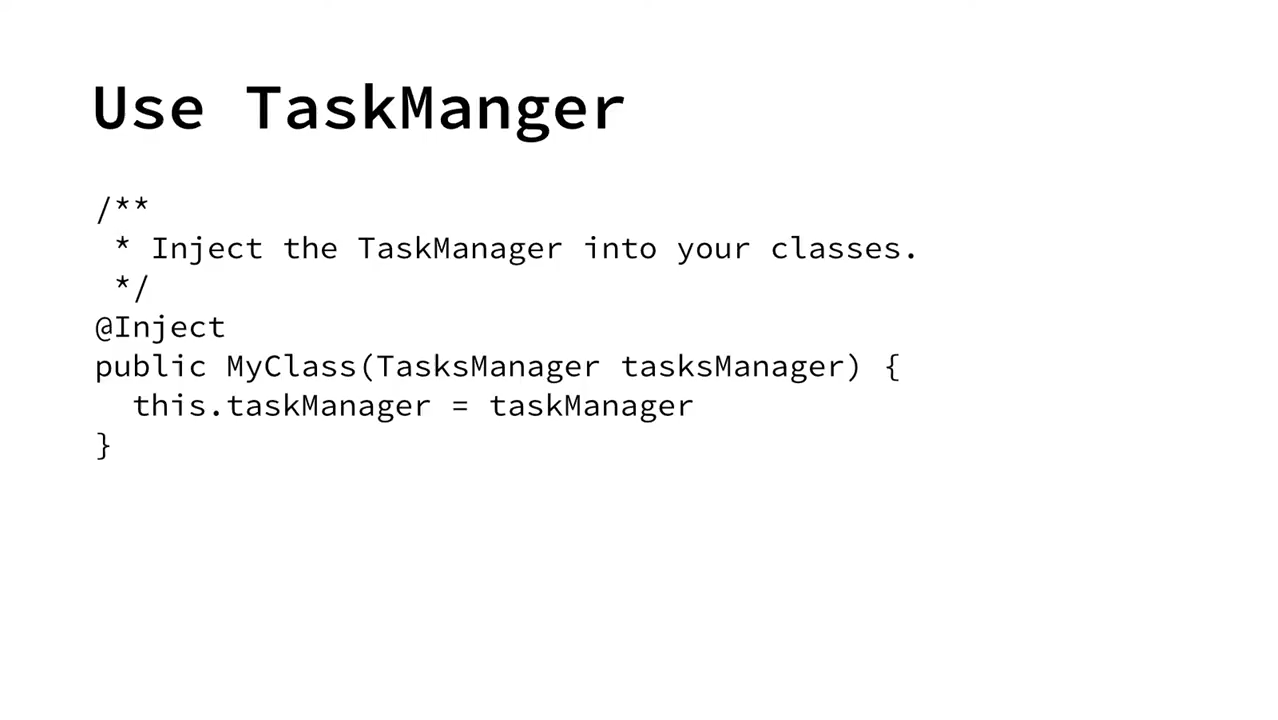 Use TaskManger
/**
 * Inject the TaskManager into your classes.
 */
@Inject
public MyClass(TasksManager tasksManager) {
  this.taskManager = taskManager
}